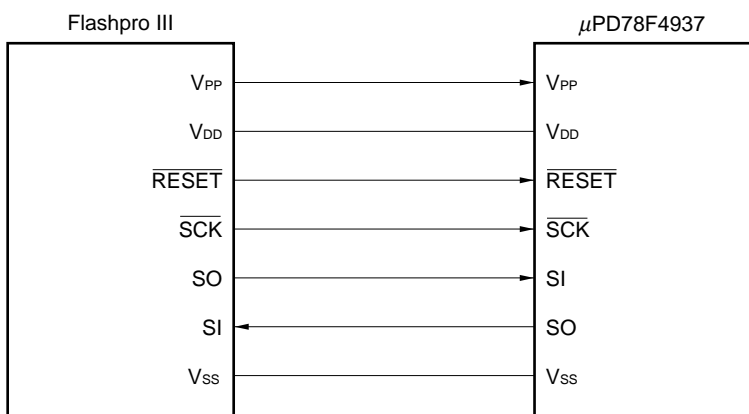 Flashpro III
μPD78F4937
VPP VPP
VDD VDD
RESET RESET
SCK SCK
SO SI
SI SO
VSS VSS